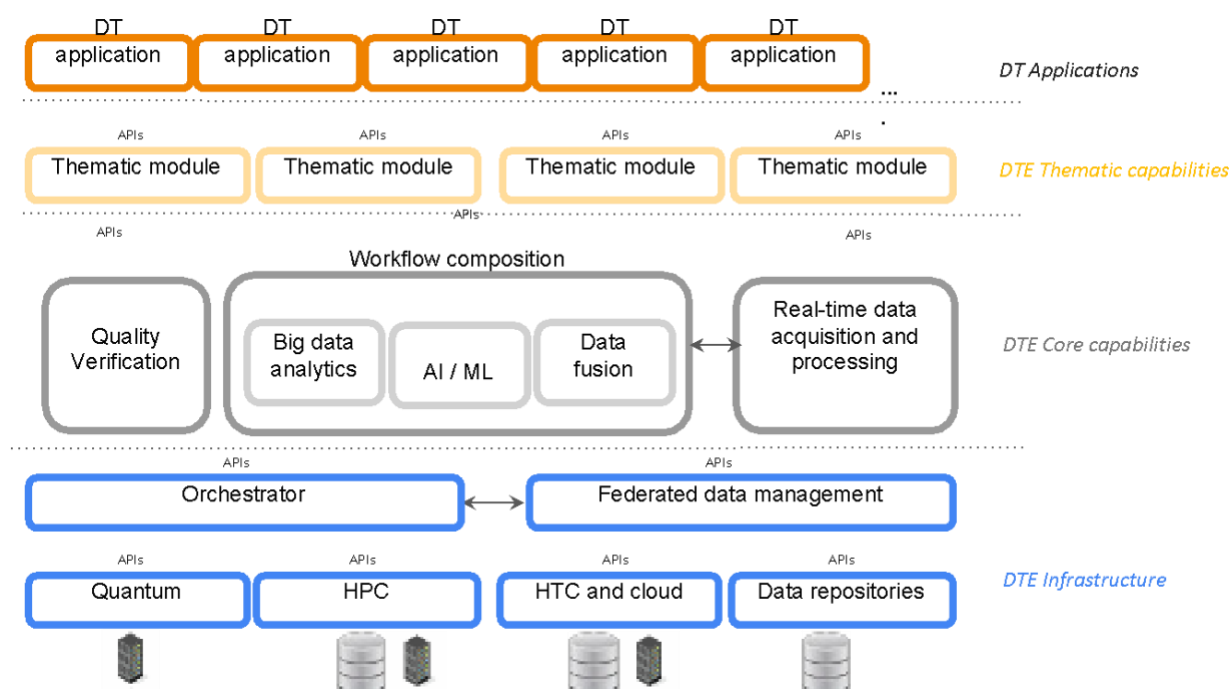 DT DT DT DT DT
application application application application application
DT Applications
...
.
APIs APIs APIs APIs
Thematic module Thematic module Thematic module Thematic module
DTE Thematic capabilities
APIs
APIs APIs
Workflow composition
Quality
Verification
Big data
analytics
AI / ML
Data
fusion
Real-time data
acquisition and
processing
DTE Core capabilities
APIs APIs
Orchestrator Federated data management
APIs APIs APIs APIs
Quantum HPC HTC and cloud Data repositories
DTE Infrastructure